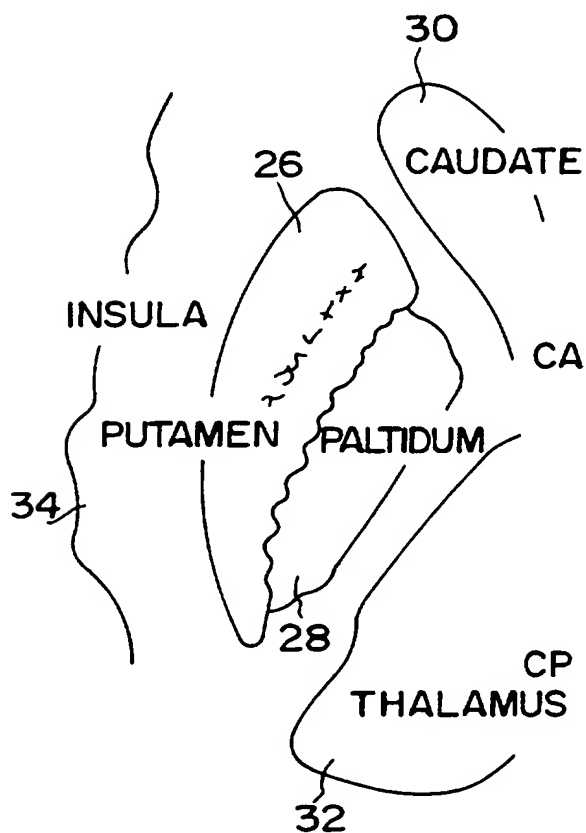 30
CAUDATE
26
INSULA
CA
PUTAMEN PALTIDUM
34
28
CP
THALAMUS
32